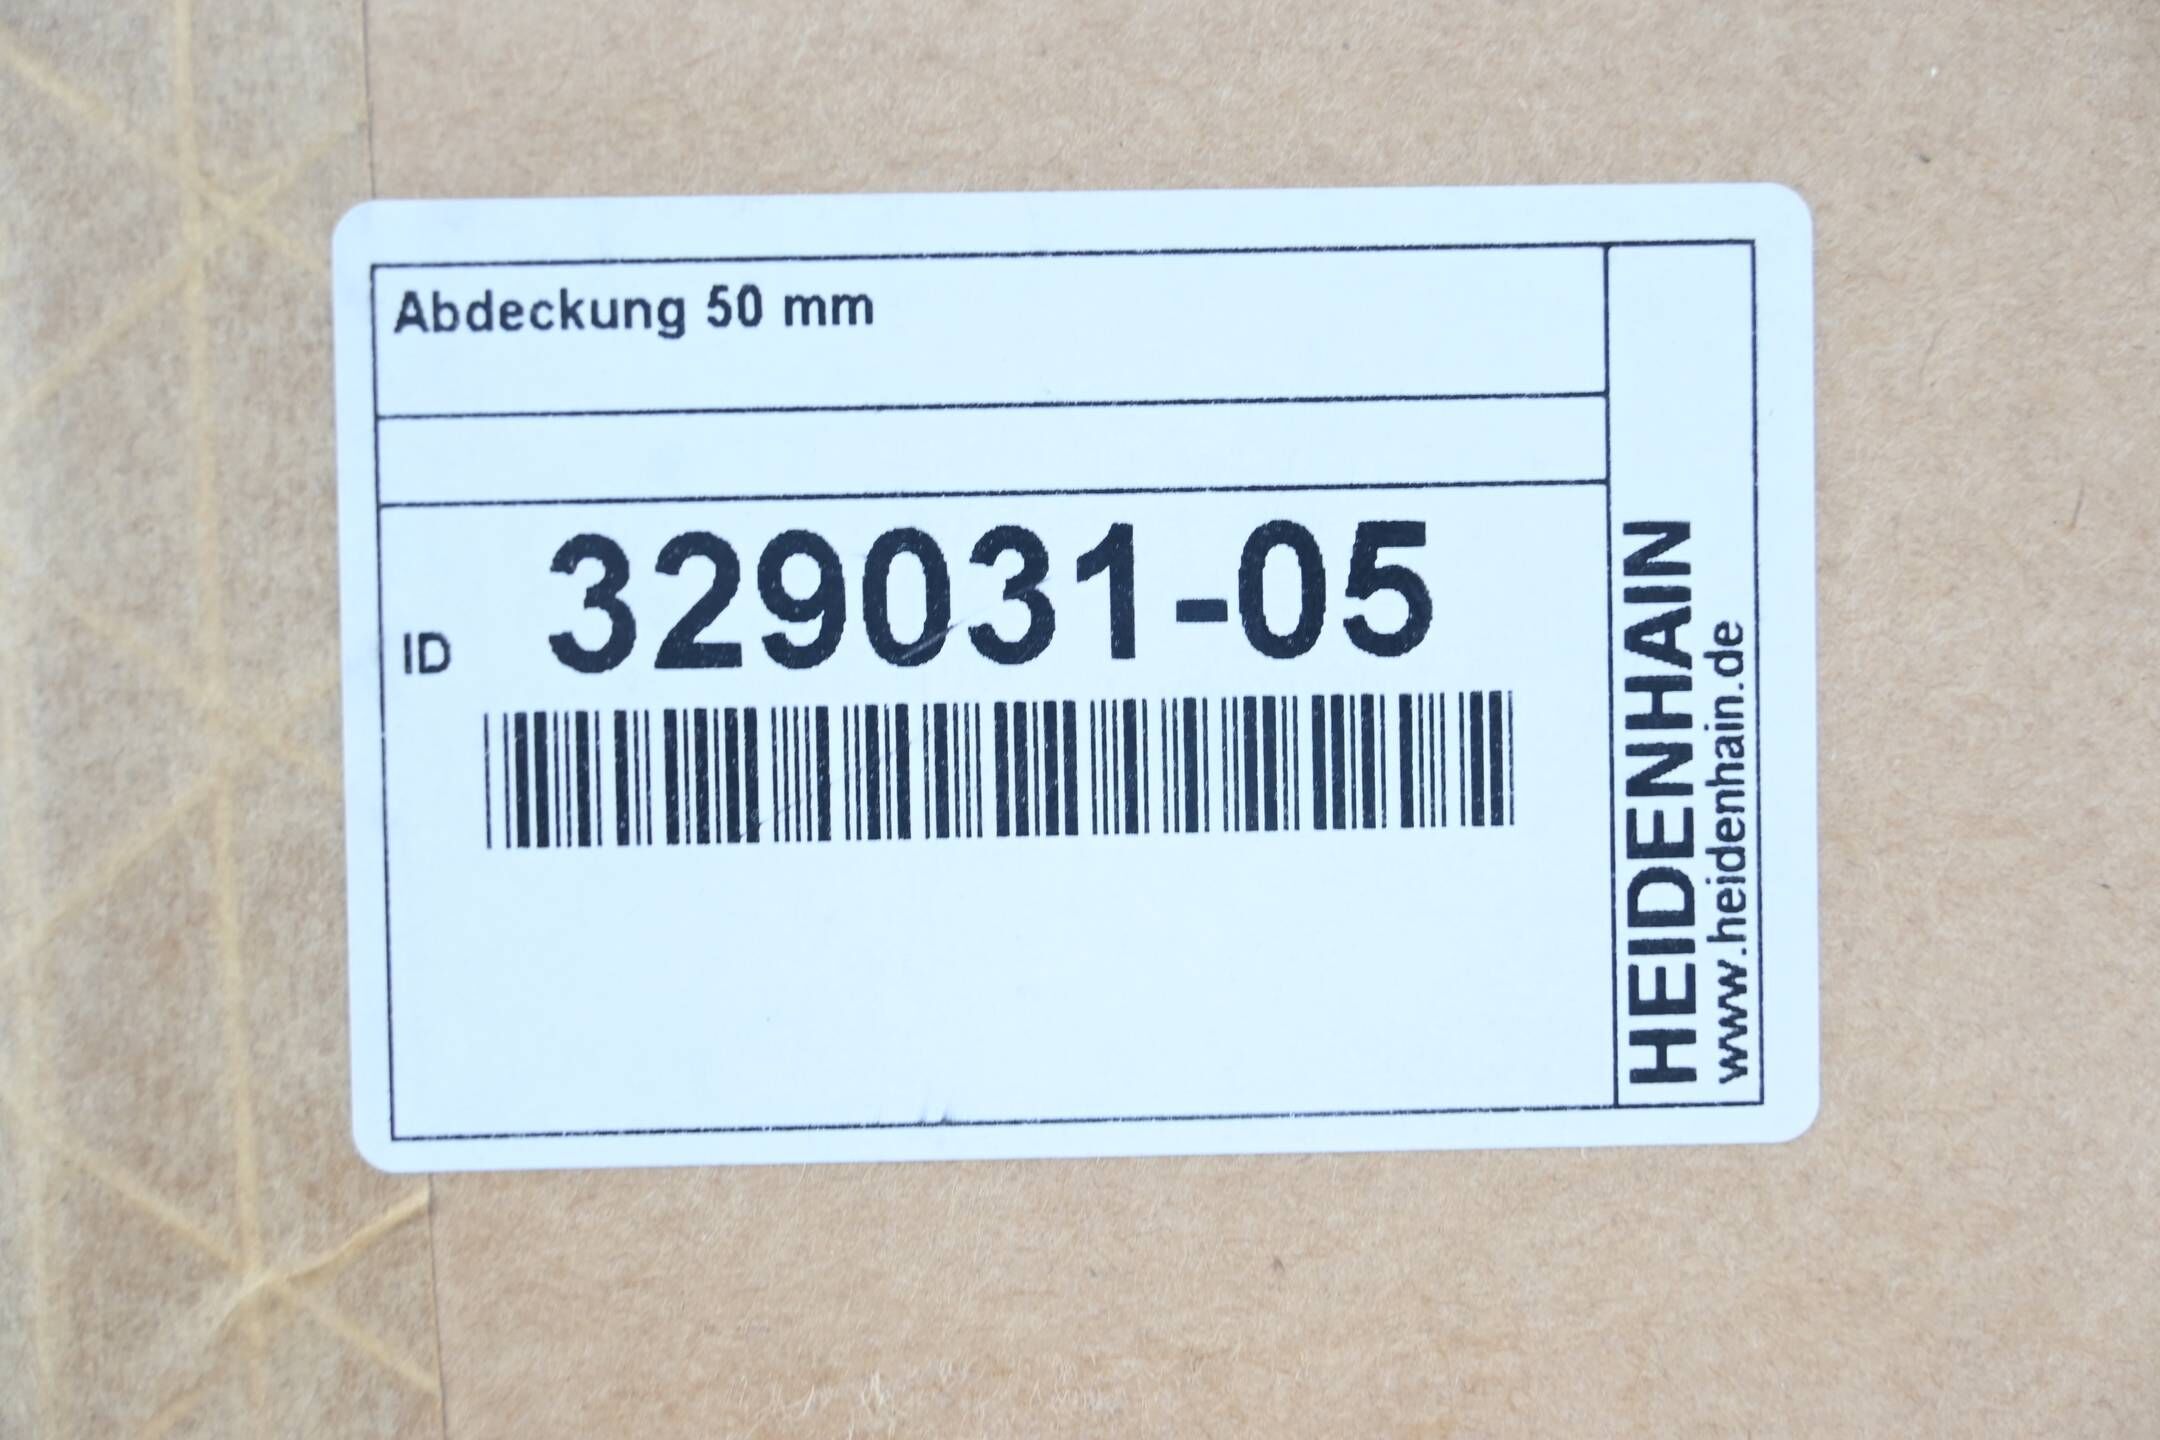 Abdeckung 50 mm
ID 329031-05
HEIDENHAIN
www.heidenhain.de